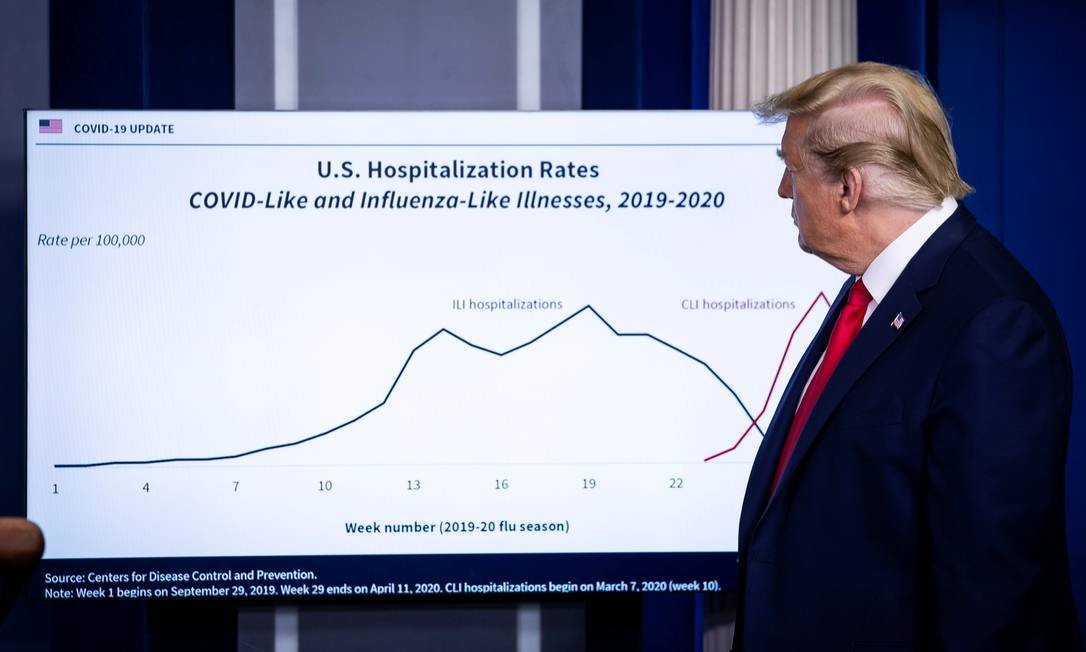 COVID-19 UPDATE
U.S. Hospitalization Rates
COVID-Like and Influenza-Like Illnesses, 2019-2020
Rate per 100,000
ILI hospitalizations
CLI hospitalizations
1 4 7 10 13 16 19 22
Week number (2019-20 flu season)
Source: Centers for Disease Control and Prevention.
Note: Week 1 begins on September 29, 2019. Week 29 ends on April 11, 2020. CLI hospitalizations begin on March 7, 2020 (week 10).